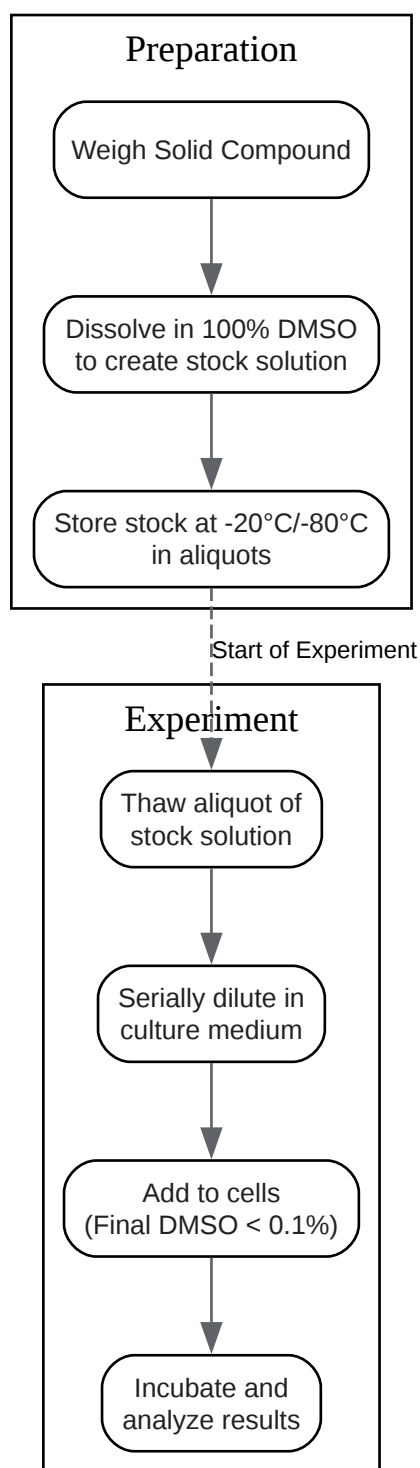 Preparation
Weigh Solid Compound
Dissolve in 100% DMSO
to create stock solution
Store stock at -20°C/-80°C
in aliquots
Start of Experiment
Experiment
Thaw aliquot of
stock solution
Serially dilute in
culture medium
Add to cells
(Final DMSO < 0.1%)
Incubate and
analyze results